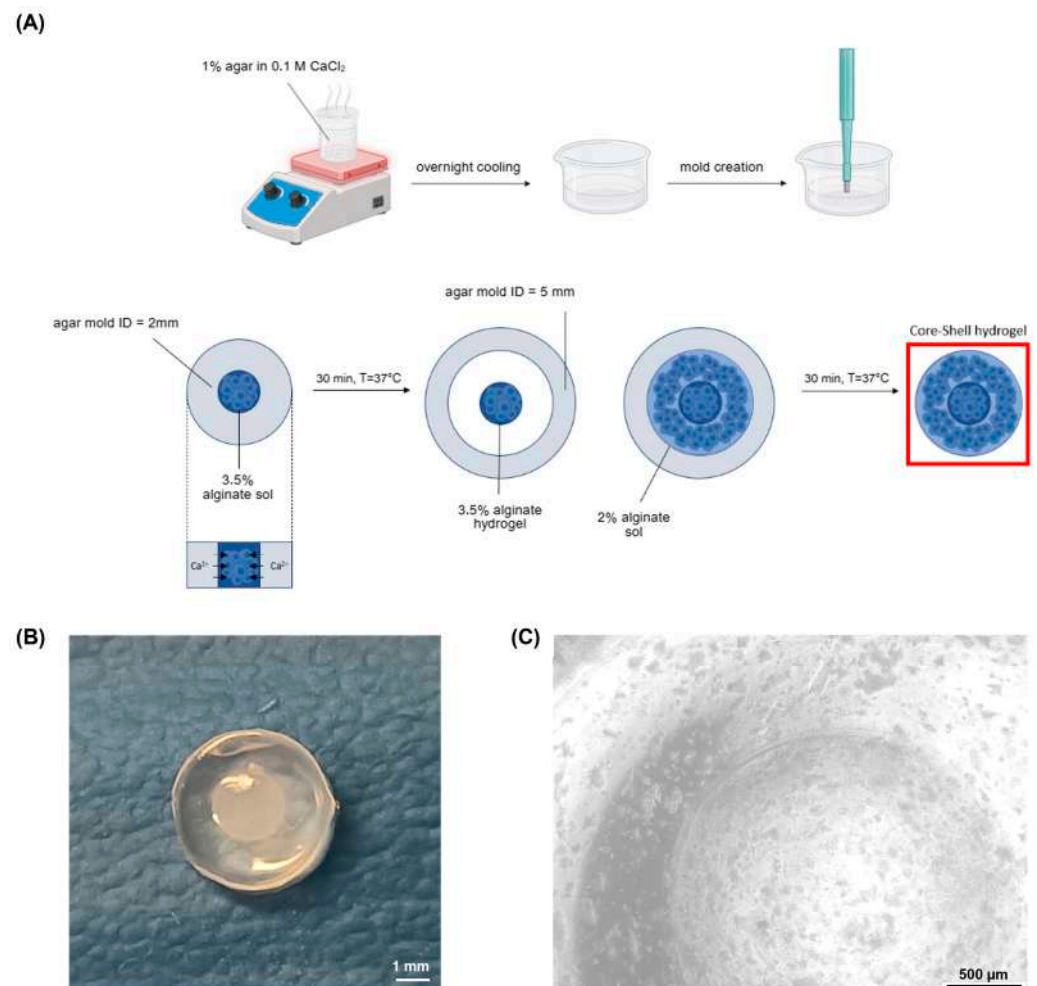 (A)
1% agar in 0.1 M CaCl₂
overnight cooling
mold creation
agar mold ID = 5 mm
agar mold ID = 2mm
Core-Shell hydrogel
30 min, T=37°C
30 min, T=37°C
3.5%
alginate sol
3.5% alginate
hydrogel
2% alginate
sol
Ca²⁺
Ca²⁺
(B)
(C)
1 mm
500 µm